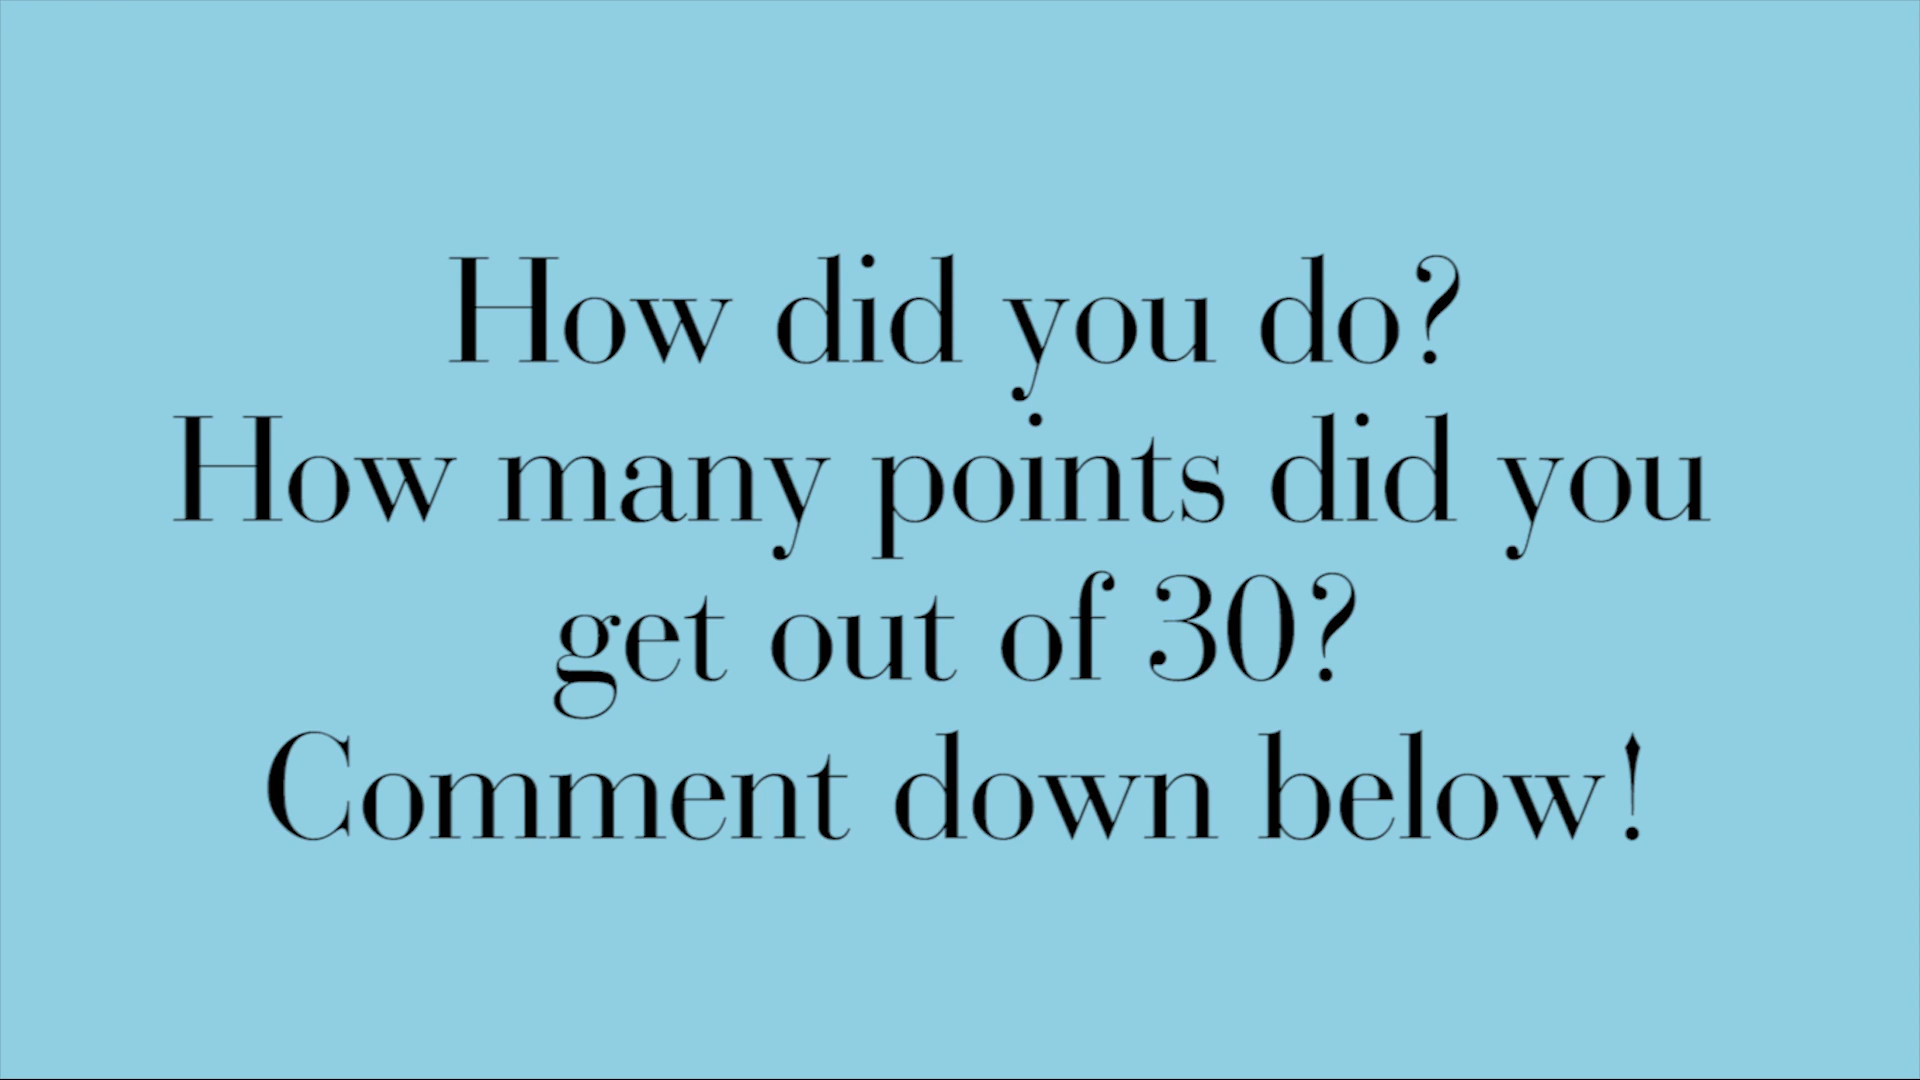 How did you do?
How many points did you
get out of 30?
Comment down below!